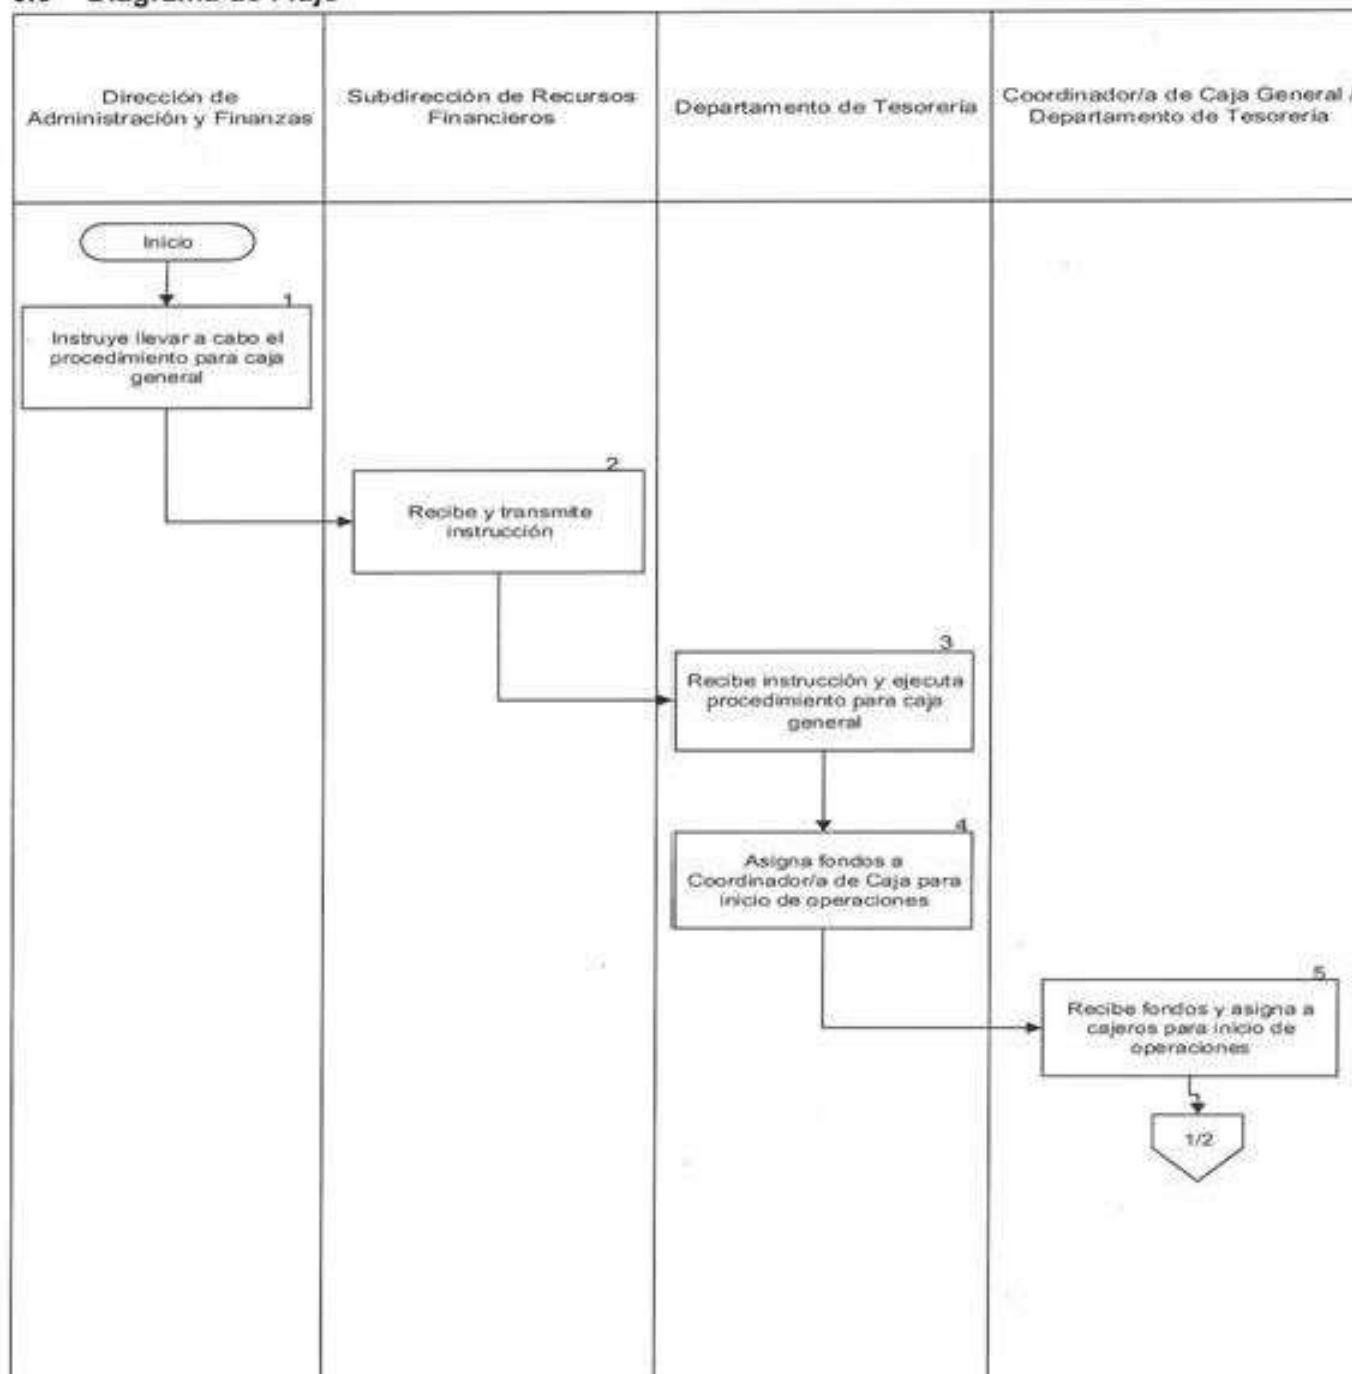 Dirección de
Administración y Finanzas
Subdirección de Recursos
Financieros
Departamento de Tesorería
Coordinador/a de Caja General
Departamento de Tesorería
Inicio
1
Instruye llevar a cabo el
procedimiento para caja
general
2
Recibe y transmite
instrucción
3
Recibe instrucción y ejecuta
procedimiento para caja
general
4
Asigna fondos a
Coordinador/a de Caja para
inicio de operaciones
5
Recibe fondos y asigna a
cajeros para inicio de
operaciones
1/2